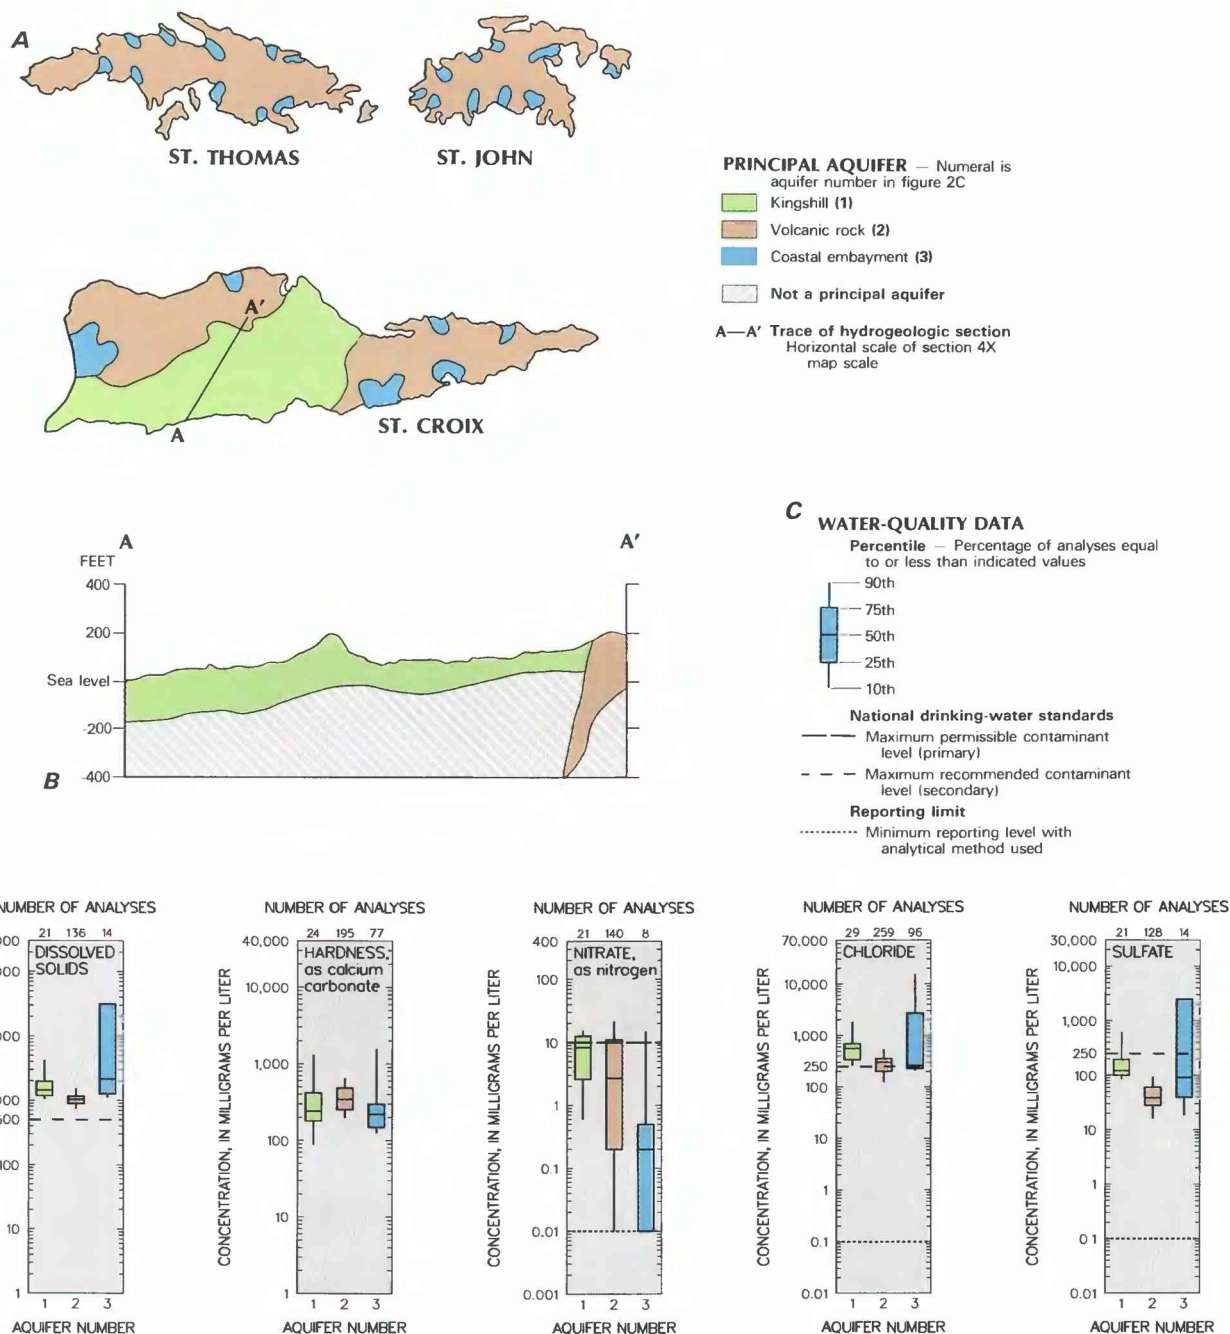 A
ST. THOMAS
ST. JOHN
PRINCIPAL AQUIFER — Numeral is
aquifer number in figure 2C
Kingshill (1)
Volcanic rock (2)
Coastal embayment (3)
Not a principal aquifer
A—A' Trace of hydrogeologic section
Horizontal scale of section 4X
map scale
A'
A
ST. CROIX
A
A'
FEET
400
200
Sea level
-200
-400
B
C
WATER-QUALITY DATA
Percentile — Percentage of analyses equal
to or less than indicated values
90th
75th
50th
25th
10th
National drinking-water standards
Maximum permissible contaminant
level (primary)
Maximum recommended contaminant
level (secondary)
Reporting limit
Minimum reporting level with
analytical method used
NUMBER OF ANALYSES
21 136 14
DISSOLVED
SOLIDS
100
10
1
1 2 3
AQUIFER NUMBER
NUMBER OF ANALYSES
24 195 77
CONCENTRATION, IN MILLIGRAMS PER LITER
HARDNESS,
as calcium
carbonate
40,000
10,000
1,000
100
10
1
1 2 3
AQUIFER NUMBER
NUMBER OF ANALYSES
21 140 8
CONCENTRATION, IN MILLIGRAMS PER LITER
NITRATE,
as nitrogen
400
100
10
1
0.1
0.01
0.001
1 2 3
AQUIFER NUMBER
NUMBER OF ANALYSES
29 259 96
CONCENTRATION, IN MILLIGRAMS PER LITER
CHLORIDE
70,000
10,000
1,000
250
100
10
1
0.1
0.01
1 2 3
AQUIFER NUMBER
NUMBER OF ANALYSES
21 128 14
CONCENTRATION, IN MILLIGRAMS PER LITER
SULFATE
30,000
10,000
1,000
250
100
10
1
0.1
0.01
1 2 3
AQUIFER NUMBER